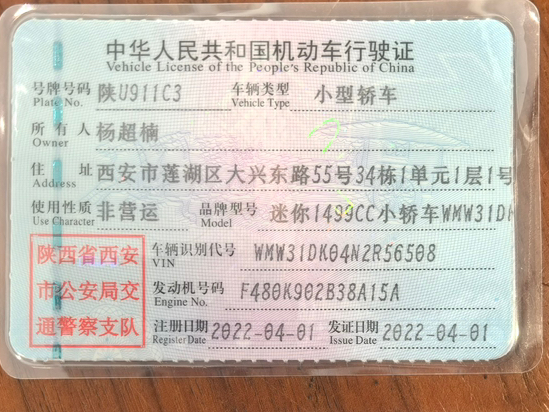 中华人民共和国机动车行驶证
Vehicle License of the People's Republic of China
号牌号码 陕U911C3 车辆类型 小型轿车
Plate No. Vehicle Type
所有人 杨超楠
Owner
住址 西安市莲湖区大兴东路55号34栋1单元1层1号
Address
使用性质 非营运 品牌型号 迷你1499CC小轿车WMW31DK
Use Character Model
陕西省西安
市公安局交
通警察支队
车辆识别代号 WMW31DK04N2R56508
VIN
发动机号码 F480K902B38A15A
Engine No.
注册日期 2022-04-01 发证日期 2022-04-01
Register Date Issue Date